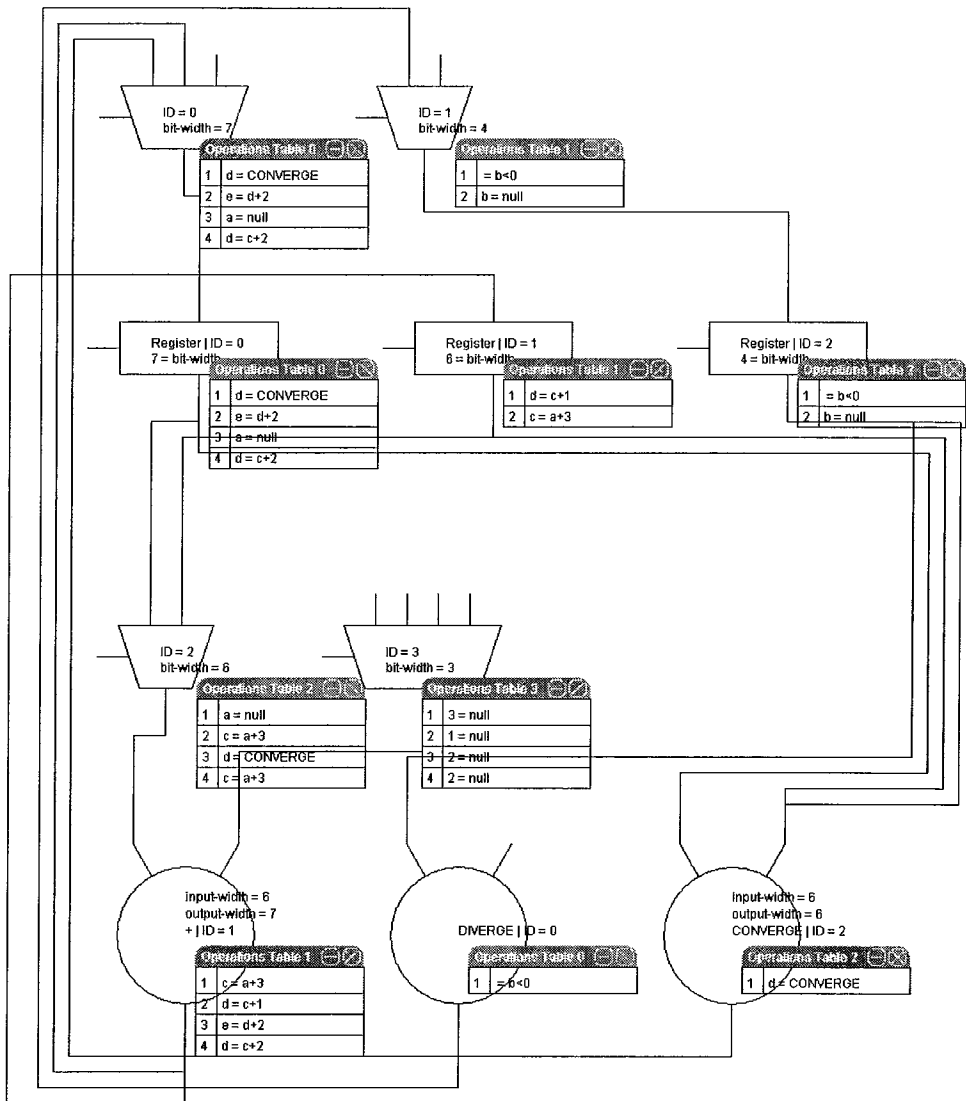 ID = 0
bit-width = 7
ID = 1
bit-width = 4
Operations Table 0
1 d = CONVERGE
2 e = d+2
3 a = null
4 d = c+2
Operations Table 1
1 = b<0
2 b = null
Register | ID = 0
7 = bit-width
Register | ID = 1
6 = bit-width
Register | ID = 2
4 = bit-width
Operations Table 0
1 d = CONVERGE
2 e = d+2
3 a = null
4 d = c+2
Operations Table 1
1 d = c+1
2 c = a+3
Operations Table 2
1 = b<0
2 b = null
ID = 2
bit-width = 6
ID = 3
bit-width = 3
Operations Table 2
1 a = null
2 c = a+3
3 d = CONVERGE
4 c = a+3
Operations Table 3
1 3 = null
2 1 = null
3 2 = null
4 2 = null
input-width = 6
output-width = 7
+ | ID = 1
DIVERGE | ID = 0
input-width = 6
output-width = 6
CONVERGE | ID = 2
Operations Table 1
1 c = a+3
2 d = c+1
3 e = d+2
4 d = c+2
Operations Table 0
1 = b<0
Operations Table 2
1 d = CONVERGE